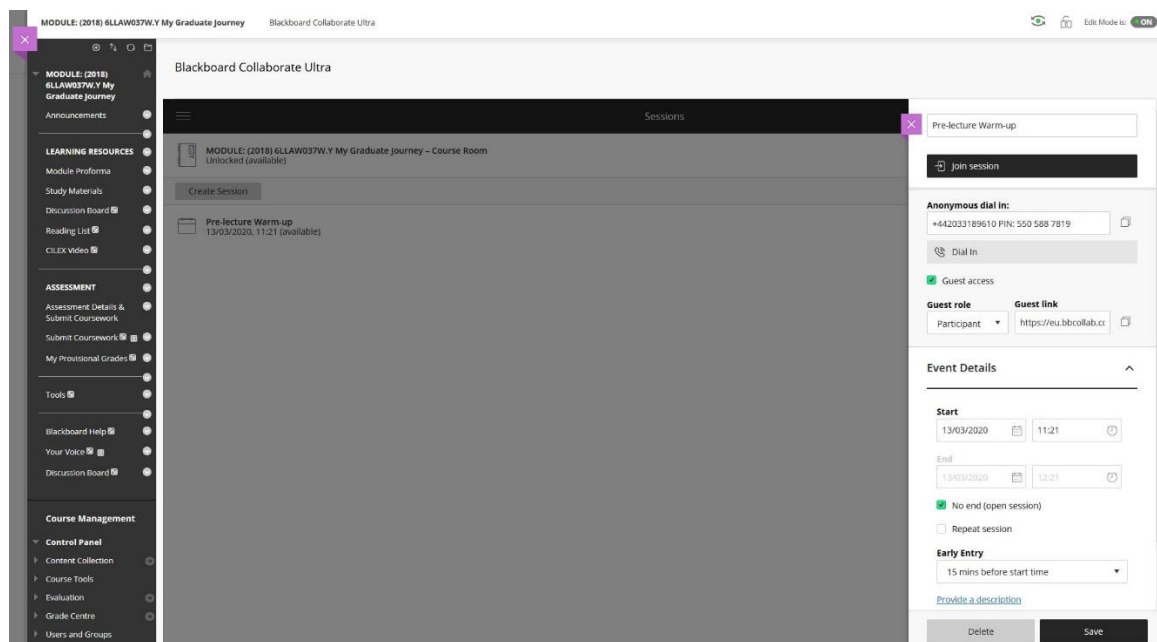 MODULE: (2018) 6LLAW037W.Y My Graduate Journey
Blackboard Collaborate Ultra
Edit Mode is: ON
MODULE: (2018)
6LLAW037W.Y My
Graduate Journey
Announcements
LEARNING RESOURCES
Module Proforma
Study Materials
Discussion Board
Reading List
CILEX Video
ASSESSMENT
Assessment Details &
Submit Coursework
Submit Coursework
My Provisional Grades
Tools
Blackboard Help
Your Voice
Discussion Board
Course Management
Control Panel
Content Collection
Course Tools
Evaluation
Grade Centre
Users and Groups
Blackboard Collaborate Ultra
Sessions
MODULE: (2018) 6LLAW037W.Y My Graduate Journey – Course Room
Unlocked (available)
Create Session
Pre-lecture Warm-up
13/03/2020, 11:21 (available)
Pre-lecture Warm-up
Join session
Anonymous dial in:
+442033189610 PIN: 550 588 7819
Dial In
Guest access
Guest role Guest link
Participant https://eu.bbcollab.cc
Event Details
Start
13/03/2020 11:21
End
13/03/2020 12:21
No end (open session)
Repeat session
Early Entry
15 mins before start time
Provide a description
Delete Save